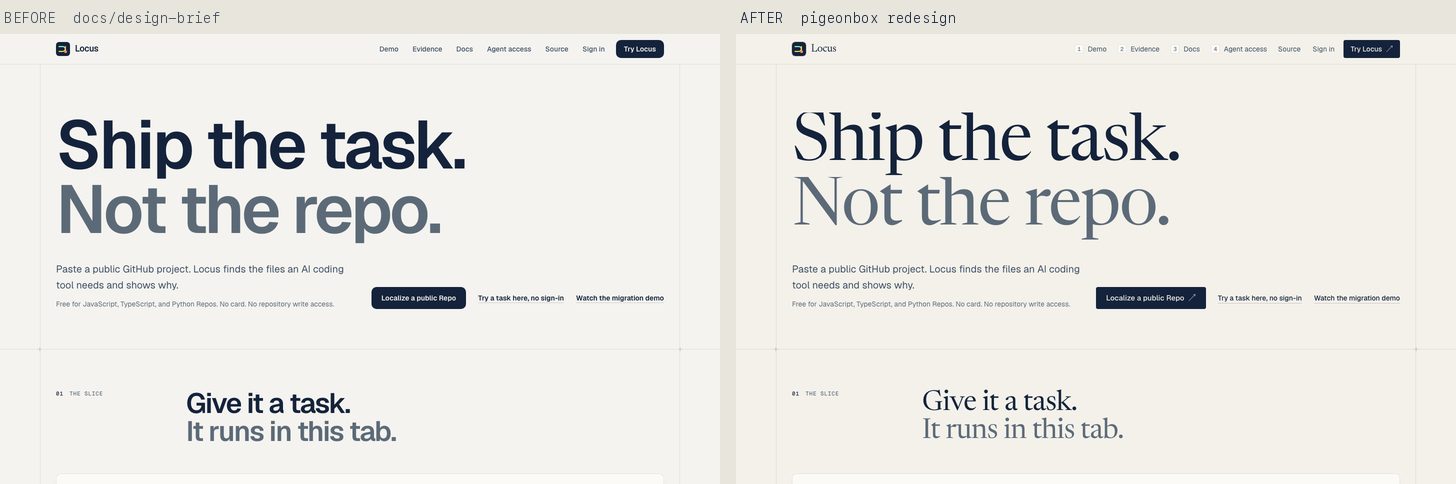 BEFORE docs/design-brief
Locus
Demo Evidence Docs Agent access Source Sign in Try Locus
Ship the task.
Not the repo.
Paste a public GitHub project. Locus finds the files an AI coding
tool needs and shows why.
Free for JavaScript, TypeScript, and Python Repos. No card. No repository write access.
Localize a public Repo Try a task here, no sign-in Watch the migration demo
01 THE SLICE
Give it a task.
It runs in this tab.
AFTER pigeonbox redesign
Locus
1 Demo 2 Evidence 3 Docs 4 Agent access Source Sign in Try Locus ↗
Ship the task.
Not the repo.
Paste a public GitHub project. Locus finds the files an AI coding
tool needs and shows why.
Free for JavaScript, TypeScript, and Python Repos. No card. No repository write access.
Localize a public Repo ↗ Try a task here, no sign-in Watch the migration demo
01 THE SLICE
Give it a task.
It runs in this tab.